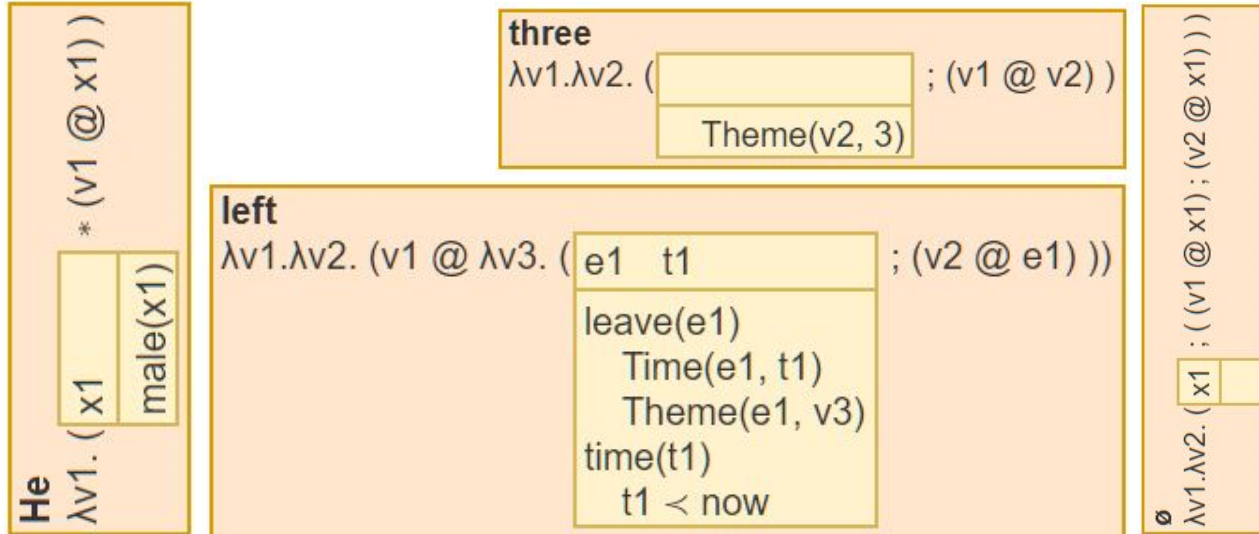 He
λv1. ( x1 * (v1 @ x1) )
male(x1)
three
λv1.λv2. ( ; (v1 @ v2) )
Theme(v2, 3)
left
λv1.λv2. (v1 @ λv3. ( e1 t1 ; (v2 @ e1) ))
leave(e1)
Time(e1, t1)
Theme(e1, v3)
time(t1)
t1 ≺ now
ø
λv1.λv2. ( x1 ; ( (v1 @ x1) ; (v2 @ x1) ) )